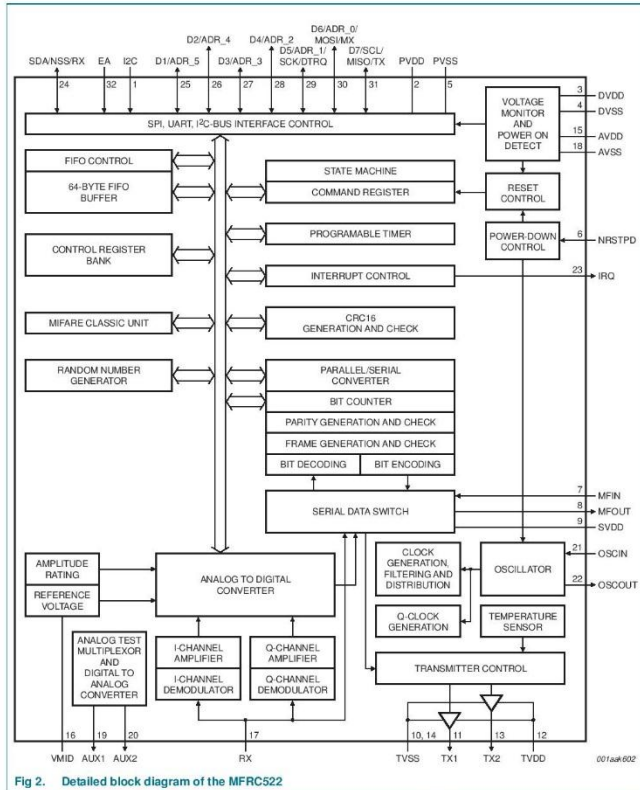 D6/ADR_0/
D2/ADR_4 D4/ADR_2 MOSI/MX
D5/ADR_1/ D7/SCL/
SDA/NSS/RX EA I2C D1/ADR_5 D3/ADR_3 SCK/DTRQ MISO/TX PVDD PVSS
24 32 1 25 26 27 28 29 30 31 2 5
3 DVDD
4 DVSS
15 AVDD
18 AVSS
VOLTAGE
MONITOR
AND
POWER ON
DETECT
SPI, UART, I²C-BUS INTERFACE CONTROL
FIFO CONTROL
64-BYTE FIFO
BUFFER
STATE MACHINE
COMMAND REGISTER
RESET
CONTROL
CONTROL REGISTER
BANK
PROGRAMABLE TIMER
POWER-DOWN
CONTROL
6 NRSTPD
INTERRUPT CONTROL
23 IRQ
MIFARE CLASSIC UNIT
CRC16
GENERATION AND CHECK
RANDOM NUMBER
GENERATOR
PARALLEL/SERIAL
CONVERTER
BIT COUNTER
PARITY GENERATION AND CHECK
FRAME GENERATION AND CHECK
BIT DECODING BIT ENCODING
SERIAL DATA SWITCH
7 MFIN
8 MFOUT
9 SVDD
AMPLITUDE
RATING
REFERENCE
VOLTAGE
ANALOG TO DIGITAL
CONVERTER
CLOCK
GENERATION,
FILTERING AND
DISTRIBUTION
OSCILLATOR
21 OSCIN
22 OSCOUT
Q-CLOCK
GENERATION
TEMPERATURE
SENSOR
ANALOG TEST
MULTIPLEXOR
AND
DIGITAL TO
ANALOG
CONVERTER
I-CHANNEL
AMPLIFIER
Q-CHANNEL
AMPLIFIER
I-CHANNEL
DEMODULATOR
Q-CHANNEL
DEMODULATOR
TRANSMITTER CONTROL
16 19 20 17 10, 14 11 13 12
VMID AUX1 AUX2 RX TVSS TX1 TX2 TVDD
001aak602
Fig 2. Detailed block diagram of the MFRC522